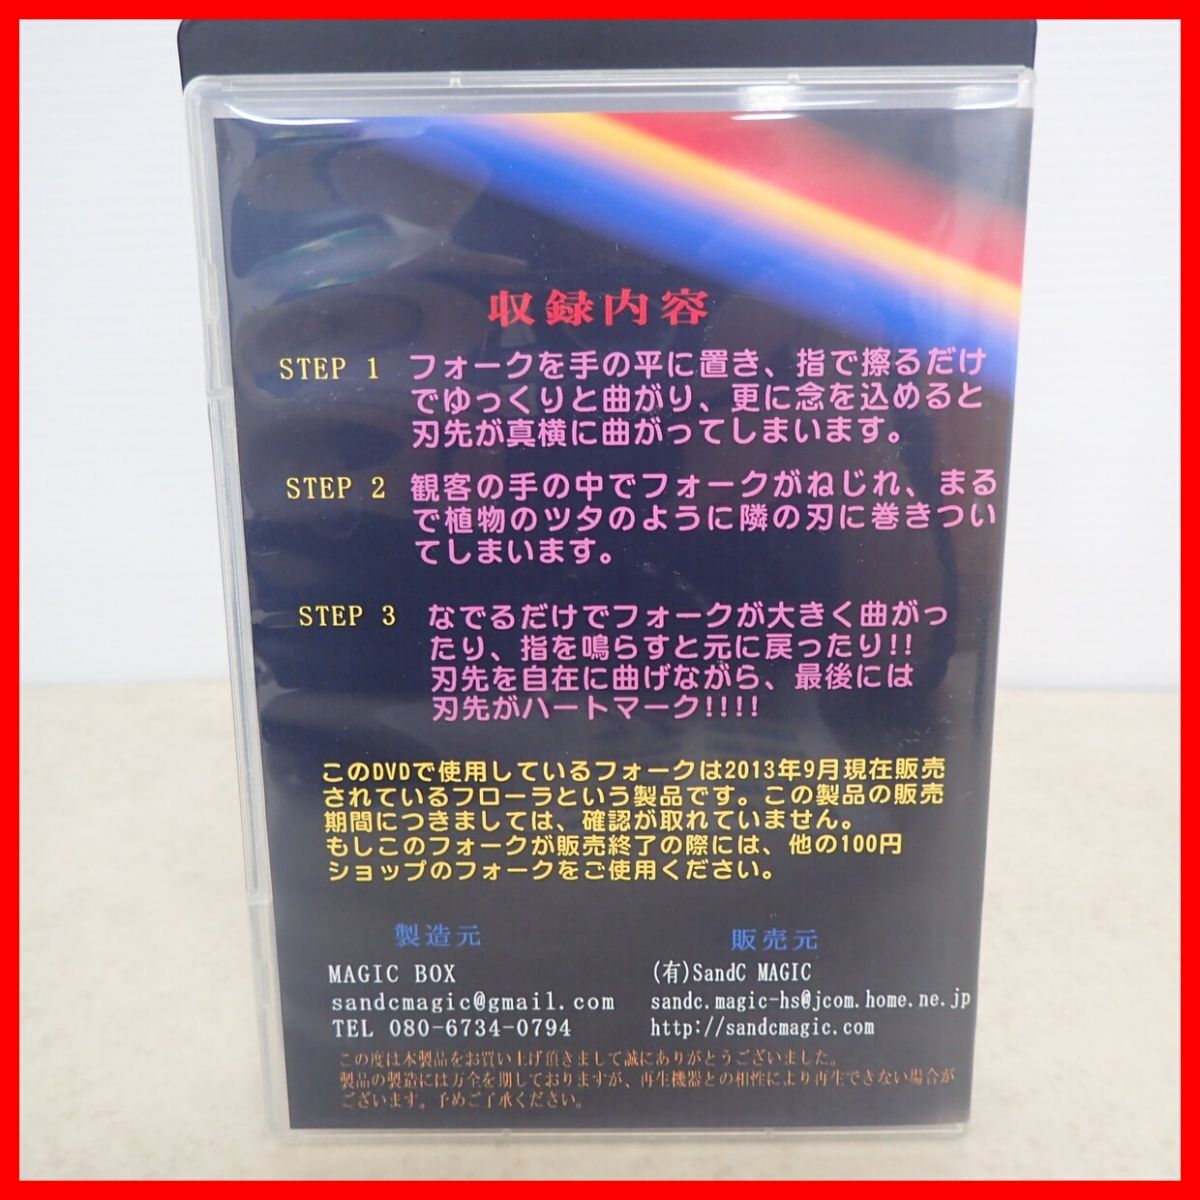 収録内容
STEP 1 フォークを手の平に置き、指で擦るだけ
でゆっくりと曲がり、更に念を込めると
刃先が真横に曲がってしまいます。
STEP 2 観客の手の中でフォークがねじれ、まる
で植物のツタのように隣の刃に巻きつい
てしまいます。
STEP 3 なでるだけでフォークが大きく曲がっ
たり、指を鳴らすと元に戻ったり!!
刃先を自在に曲げながら、最後には
刃先がハートマーク!!!!
このDVDで使用しているフォークは2013年9月現在販売
されているフローラという製品です。この製品の販売
期間につきましては、確認が取れていません。
もしこのフォークが販売終了の際には、他の100円
ショップのフォークをご使用ください。
製造元
MAGIC BOX
sandcmagic@gmail.com
TEL 080-6734-0794
販売元
(有)SandC MAGIC
sandc.magic-hs@jcom.home.ne.jp
http://sandcmagic.com
この度は本製品をお買い上げ頂きまして誠にありがとうございました。
製品の製造には万全を期しておりますが、再生機器との相性により再生できない場合が
ございます。予めご了承ください。